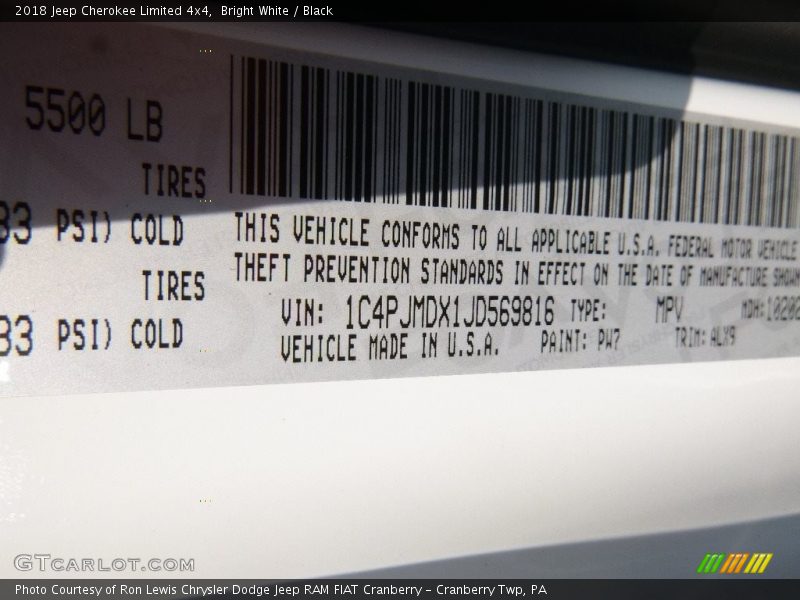 2018 Jeep Cherokee Limited 4x4, Bright White / Black
5500 LB
TIRES
33 PSI) COLD
TIRES
33 PSI) COLD
THIS VEHICLE CONFORMS TO ALL APPLICABLE U.S.A. FEDERAL MOTOR VEHICLE
THEFT PREVENTION STANDARDS IN EFFECT ON THE DATE OF MANUFACTURE SHOWN
VIN: 1C4PJMDX1JD569816 TYPE: MPV MDH:
VEHICLE MADE IN U.S.A. PAINT: PW7 TRIM: ALX9
GTCARLOT.COM
Photo Courtesy of Ron Lewis Chrysler Dodge Jeep RAM FIAT Cranberry - Cranberry Twp, PA